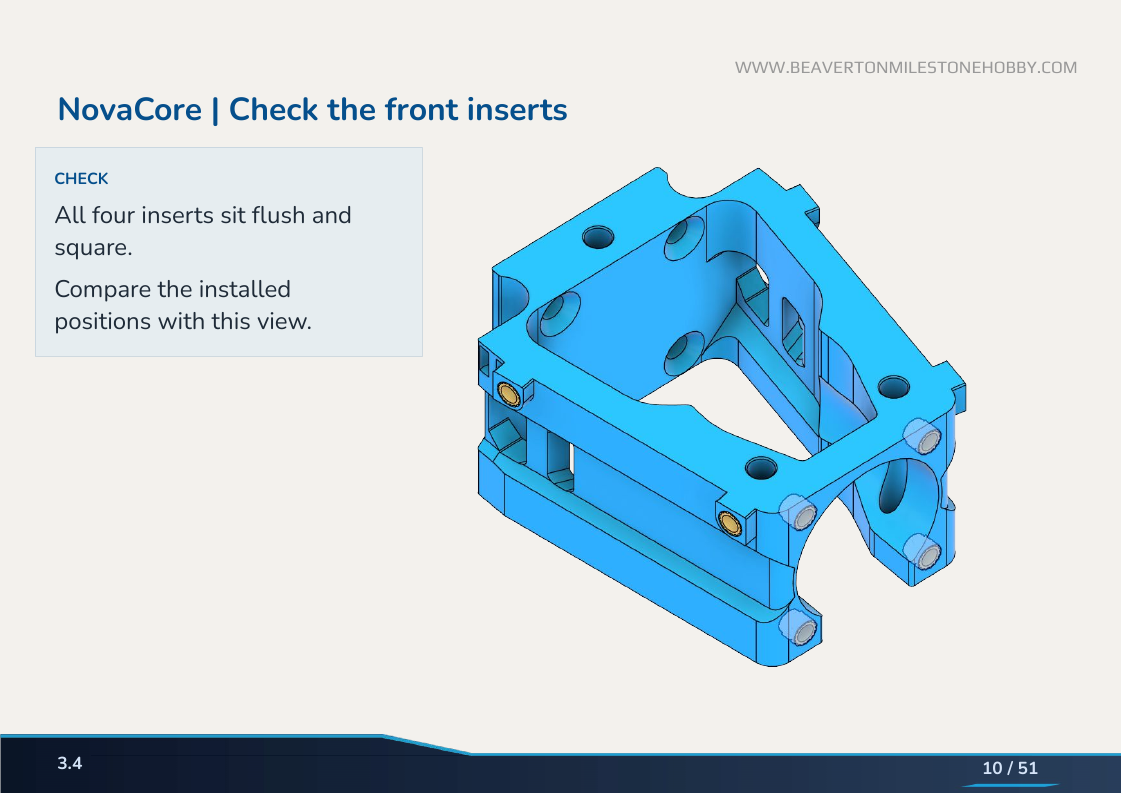 WWW.BEAVERTONMILESTONEHOBBY.COM
NovaCore | Check the front inserts
CHECK
All four inserts sit flush and
square.
Compare the installed
positions with this view.
3.4
10 / 51